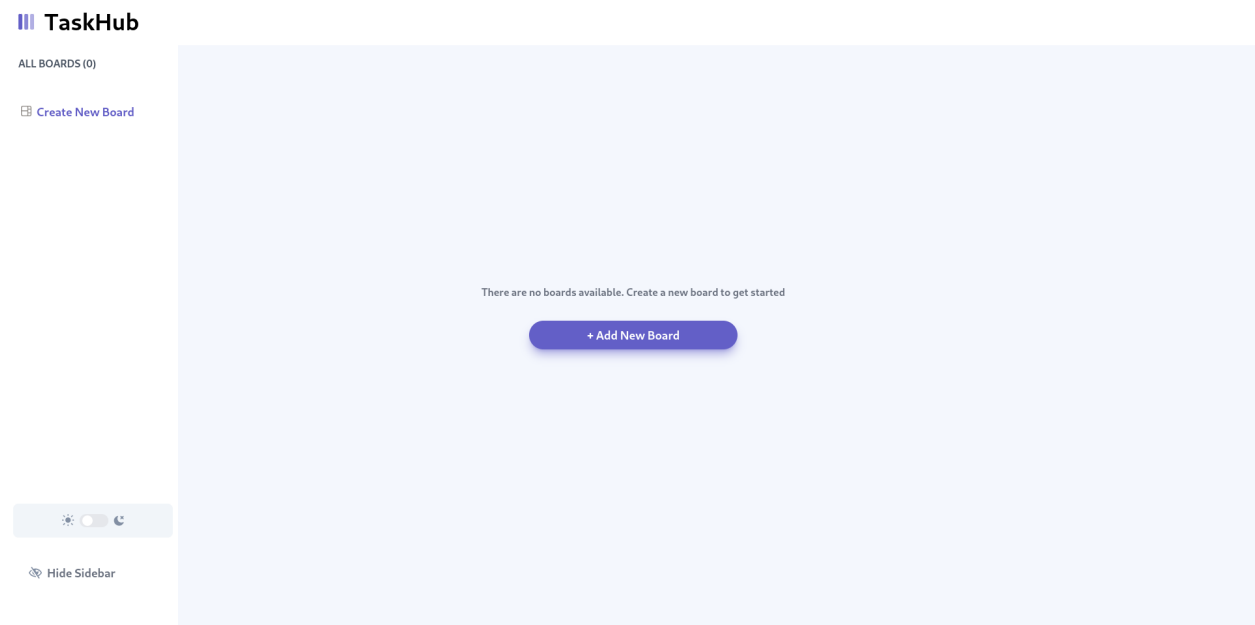 TaskHub
ALL BOARDS (0)
Create New Board
There are no boards available. Create a new board to get started
+ Add New Board
Hide Sidebar